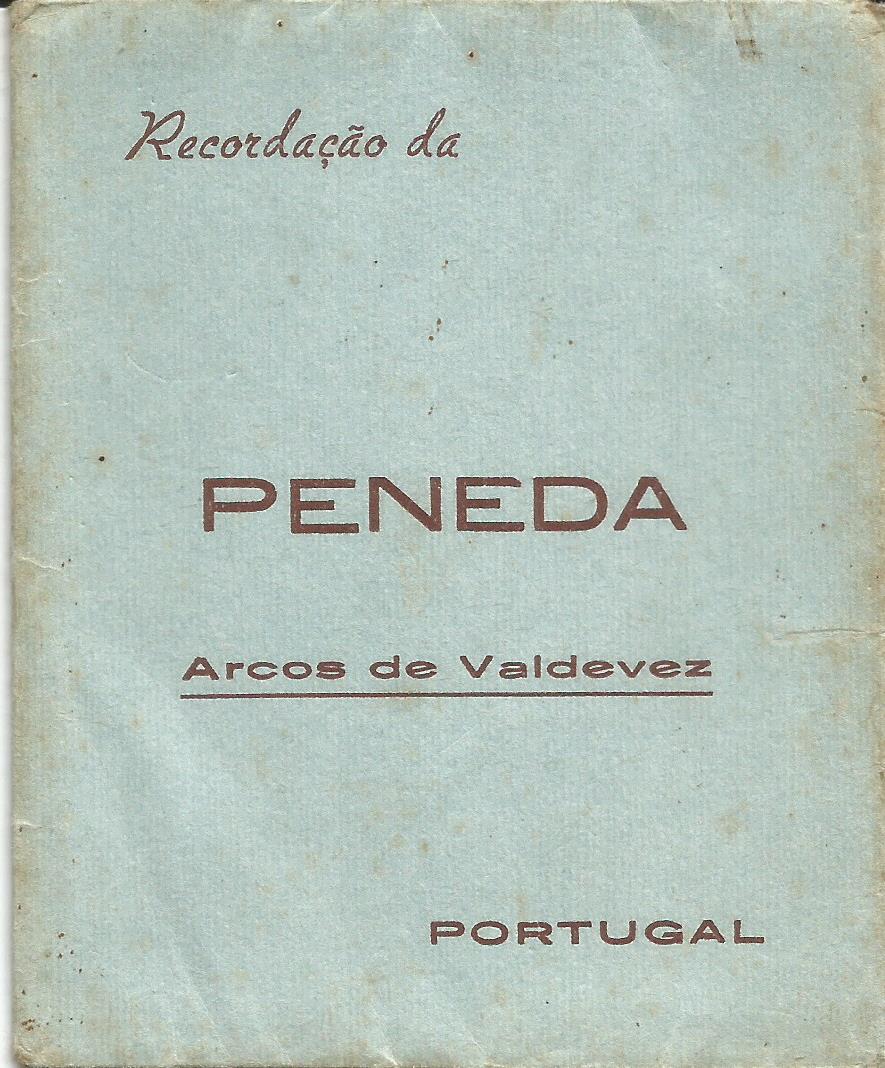 Recordação da
PENEDA
Arcos de Valdevez
PORTUGAL